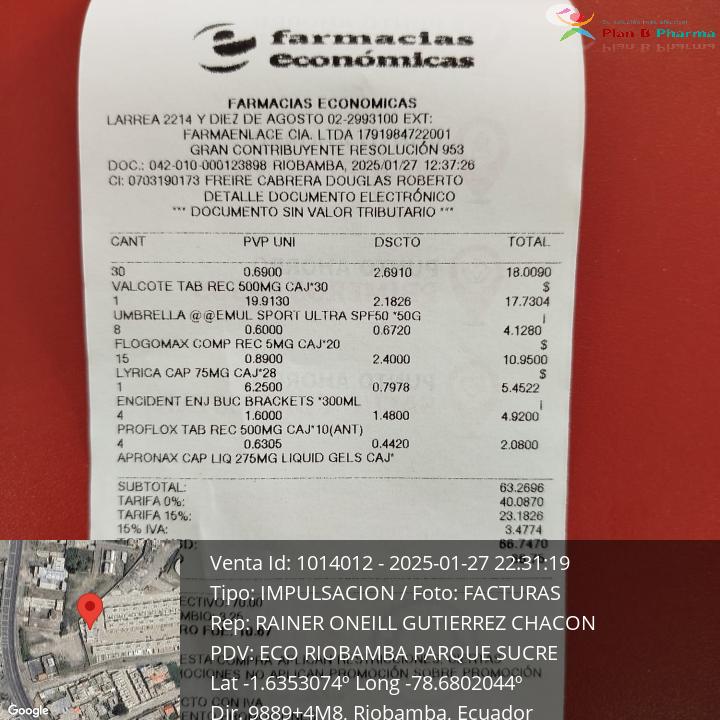 Plan B Pharma
farmacias
económicas
FARMACIAS ECONOMICAS
LARREA 2214 Y DIEZ DE AGOSTO 02-2993100 EXT:
FARMAENLACE CIA. LTDA 1791984722001
GRAN CONTRIBUYENTE RESOLUCIÓN 953
DOC.: 042-010-000123898 RIOBAMBA, 2025/01/27 12:37:26
CI: 0703190173 FREIRE CABRERA DOUGLAS ROBERTO
DETALLE DOCUMENTO ELECTRÓNICO
*** DOCUMENTO SIN VALOR TRIBUTARIO ***
CANT PVP UNI DSCTO TOTAL
30 0.6900 2.6910 18.0090
VALCOTE TAB REC 500MG CAJ*30 $
1 19.9130 2.1826 17.7304
UMBRELLA @@EMUL SPORT ULTRA SPF50 *50G i
8 0.6000 0.6720 4.1280
FLOGOMAX COMP REC 5MG CAJ*20 $
15 0.8900 2.4000 10.9500
LYRICA CAP 75MG CAJ*28 $
1 6.2500 0.7978 5.4522
ENCIDENT ENJ BUC BRACKETS *300ML i
4 1.6000 1.4800 4.9200
PROFLOX TAB REC 500MG CAJ*10(ANT)
4 0.6305 0.4420 2.0800
APRONAX CAP LIQ 275MG LIQUID GELS CAJ*
SUBTOTAL: 63.2696
TARIFA 0%: 40.0870
TARIFA 15%: 23.1826
15% IVA: 3.4774
66.7470
Venta Id: 1014012 - 2025-01-27 22:31:19
Tipo: IMPULSACION / Foto: FACTURAS
Rep: RAINER ONEILL GUTIERREZ CHACON
PDV: ECO RIOBAMBA PARQUE SUCRE
Lat -1.6353074º Long -78.6802044º
Dir. 9889+4M8, Riobamba, Ecuador
Google